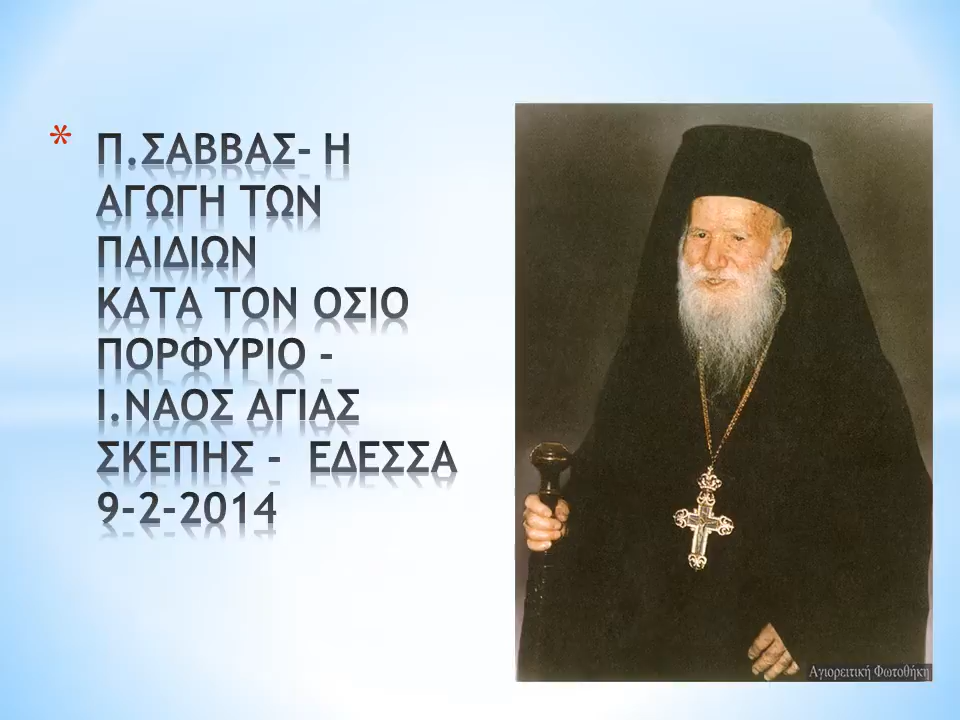 * Π.ΣΑΒΒΑΣ- Η
ΑΓΩΓΗ ΤΩΝ
ΠΑΙΔΙΩΝ
ΚΑΤΑ ΤΟΝ ΟΣΙΟ
ΠΟΡΦΥΡΙΟ -
Ι.ΝΑΟΣ ΑΓΙΑΣ
ΣΚΕΠΗΣ - ΕΔΕΣΣΑ
9-2-2014
Αγιορειτική Φωτοθήκη